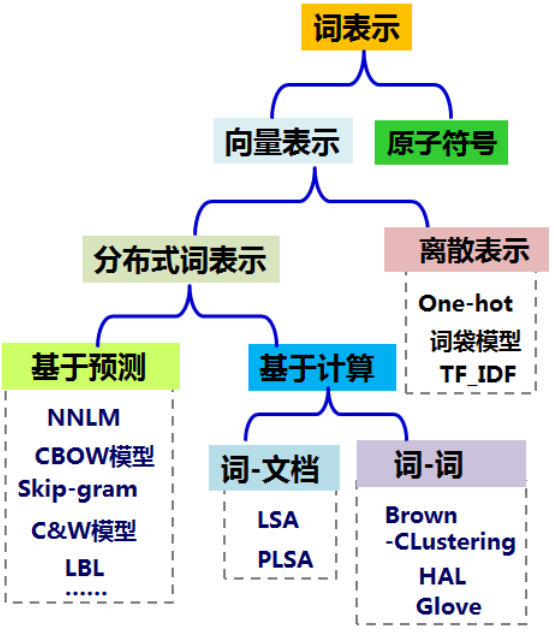 词表示
向量表示
原子符号
分布式词表示
离散表示
One-hot
词袋模型
TF_IDF
基于预测
NNLM
CBOW模型
Skip-gram
C&W模型
LBL
......
基于计算
词-文档
LSA
PLSA
词-词
Brown
-CLustering
HAL
Glove